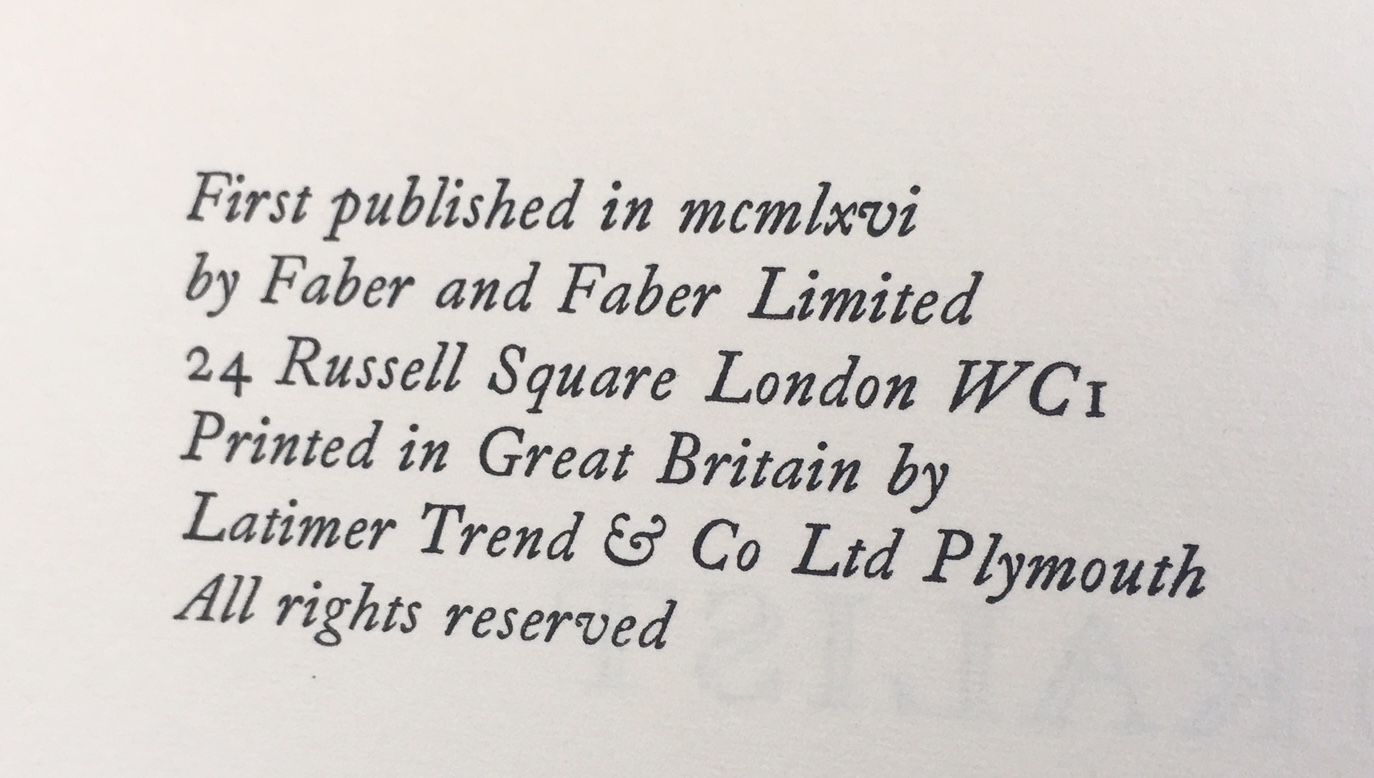 First published in mcmlxvi
by Faber and Faber Limited
24 Russell Square London WC1
Printed in Great Britain by
Latimer Trend & Co Ltd Plymouth
All rights reserved